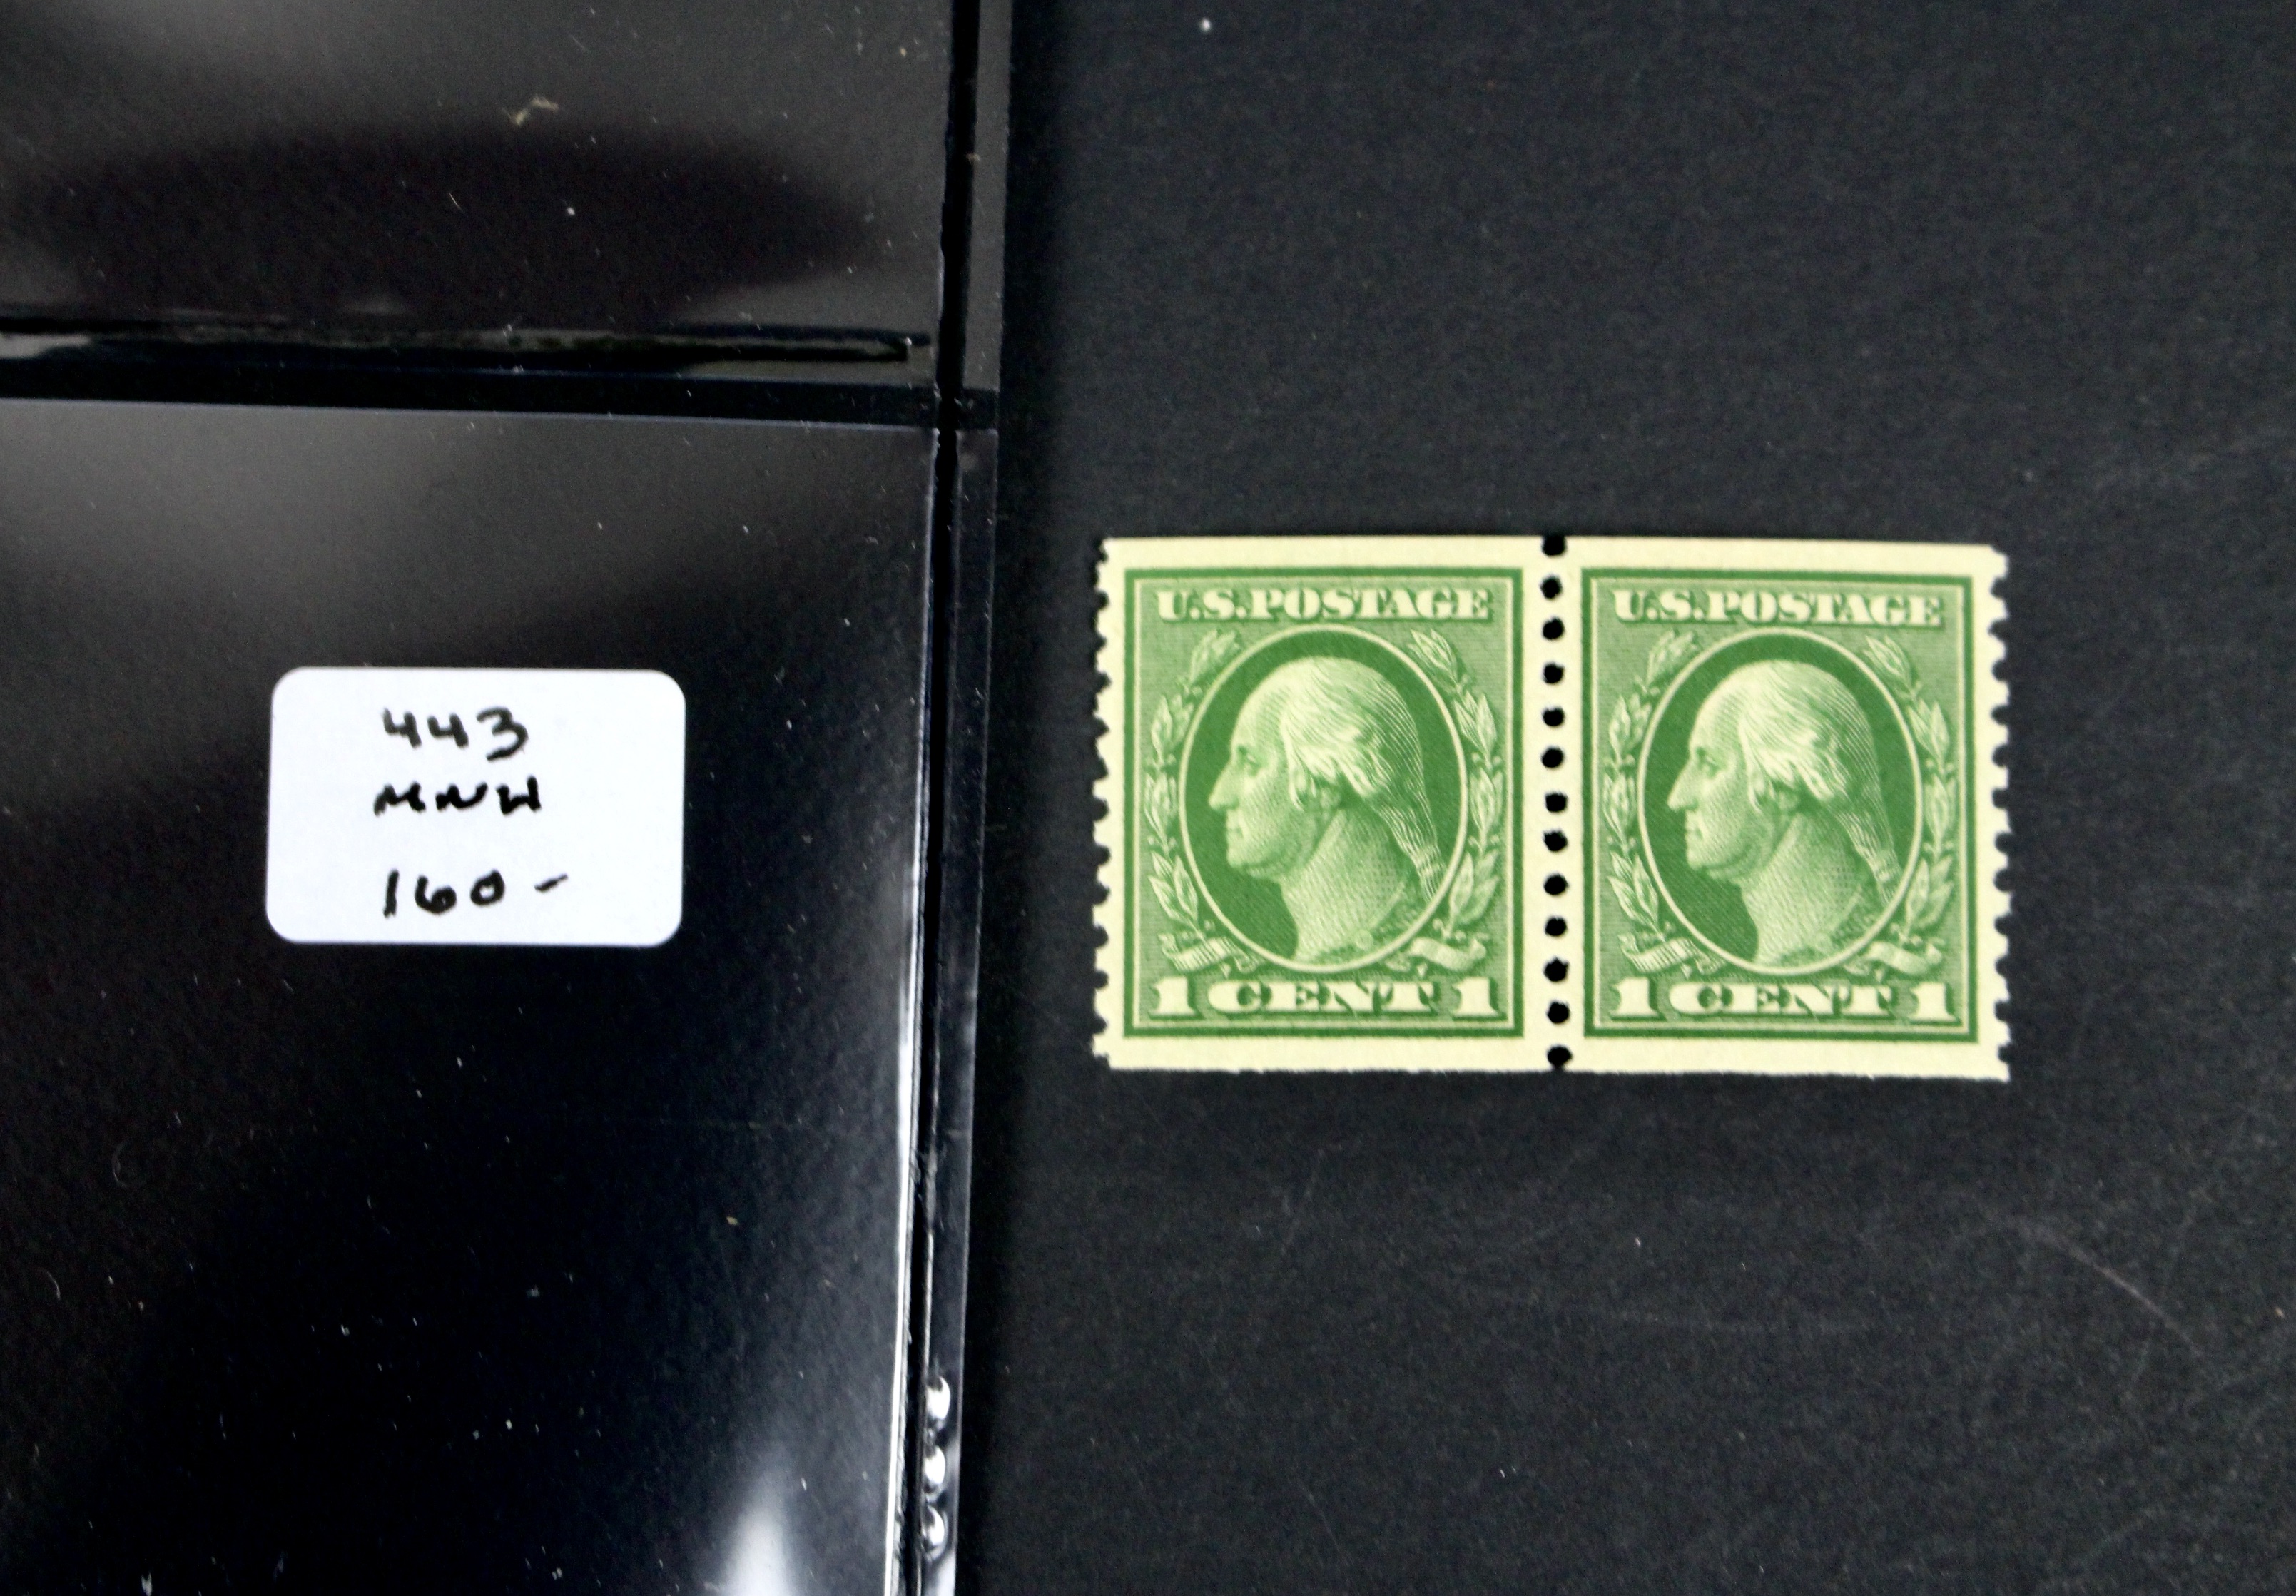 443
MNH
160-
U.S.POSTAGE
1 CENT 1
U.S.POSTAGE
1 CENT 1